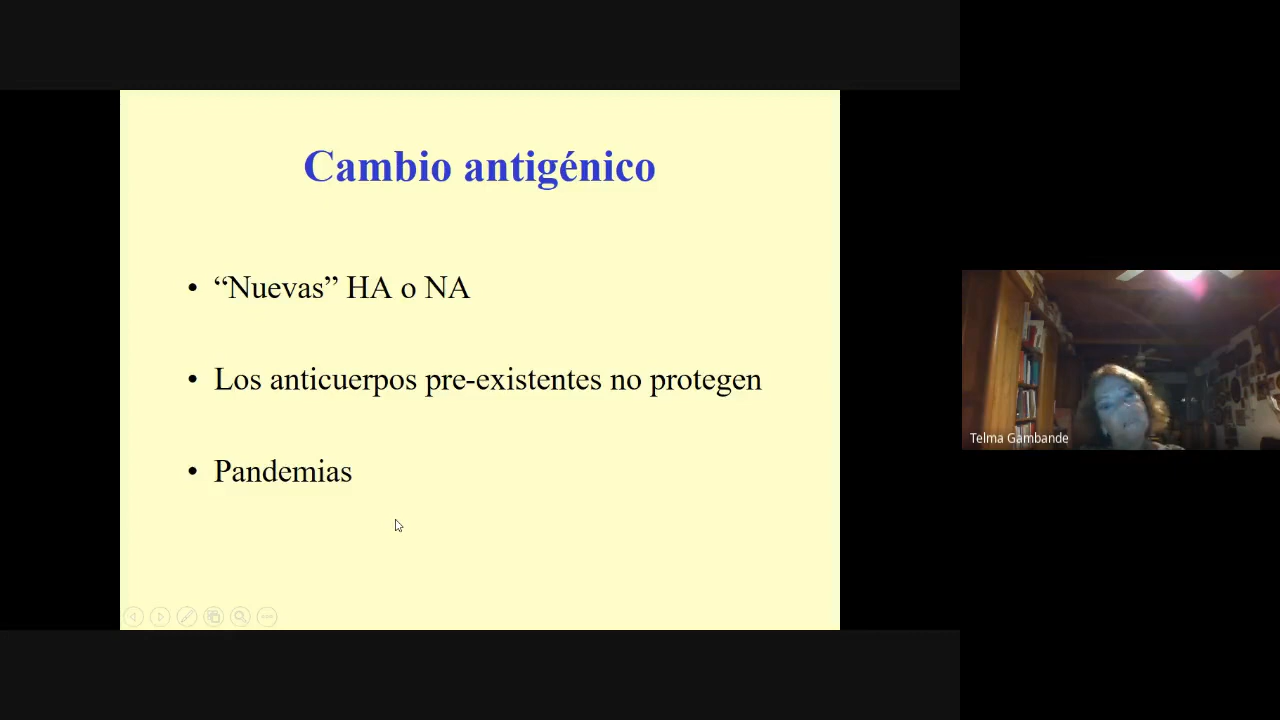 Cambio antigénico
• “Nuevas” HA o NA
• Los anticuerpos pre-existentes no protegen
• Pandemias
Telma Gambande